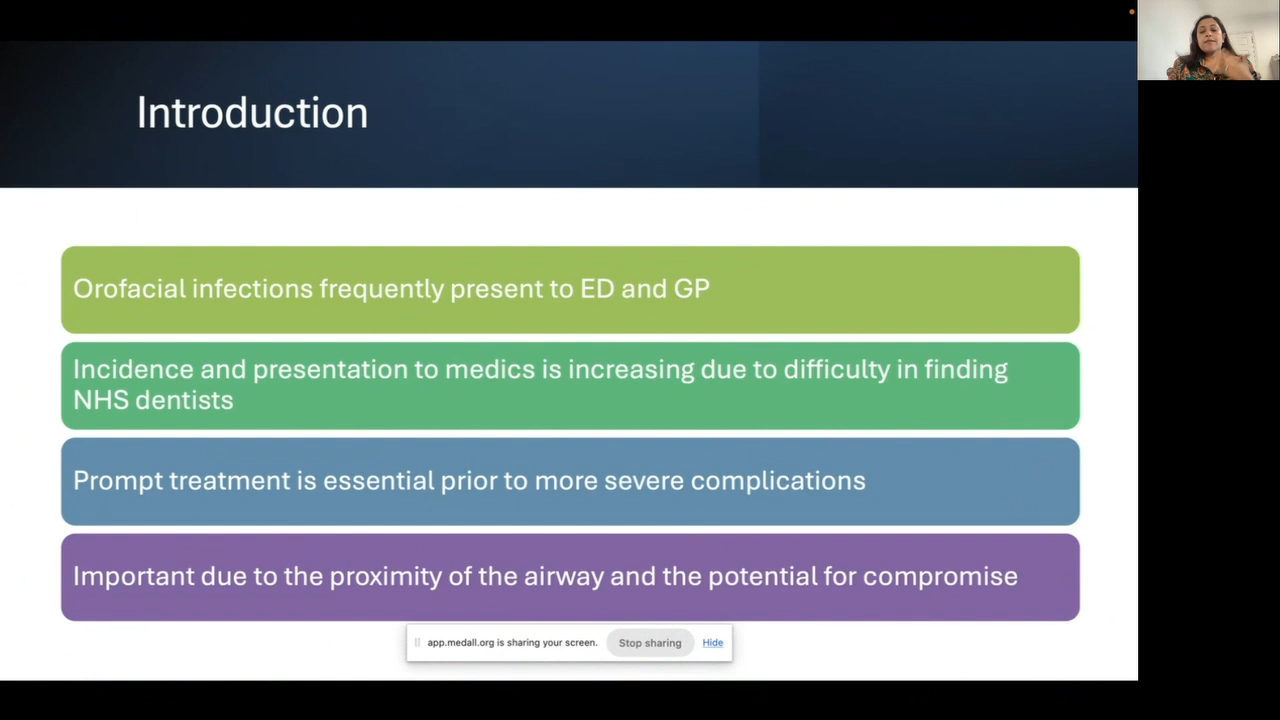 Introduction
Orofacial infections frequently present to ED and GP
Incidence and presentation to medics is increasing due to difficulty in finding
NHS dentists
Prompt treatment is essential prior to more severe complications
Important due to the proximity of the airway and the potential for compromise
app.medall.org is sharing your screen. Stop sharing Hide